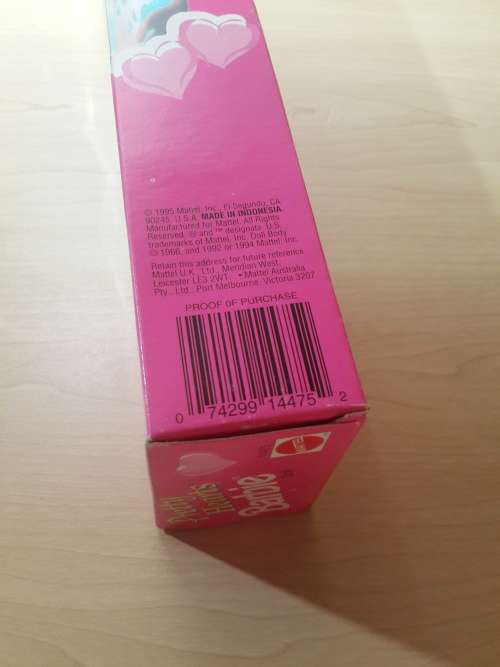 © 1995 Mattel, Inc., El Segundo, CA
90245, U.S.A. MADE IN INDONESIA.
Manufactured for Mattel. All Rights
Reserved. ® and ™ designate U.S.
trademarks of Mattel, Inc. Doll Body
© 1966, and 1992 or 1994 Mattel, Inc.
Retain this address for future reference:
Mattel U.K., Ltd., Meridian West,
Leicester LE3 2WT. • Mattel Australia
Pty., Ltd., Port Melbourne, Victoria 3207
PROOF OF PURCHASE
0 74299 14475 2
Barbie
Hearts